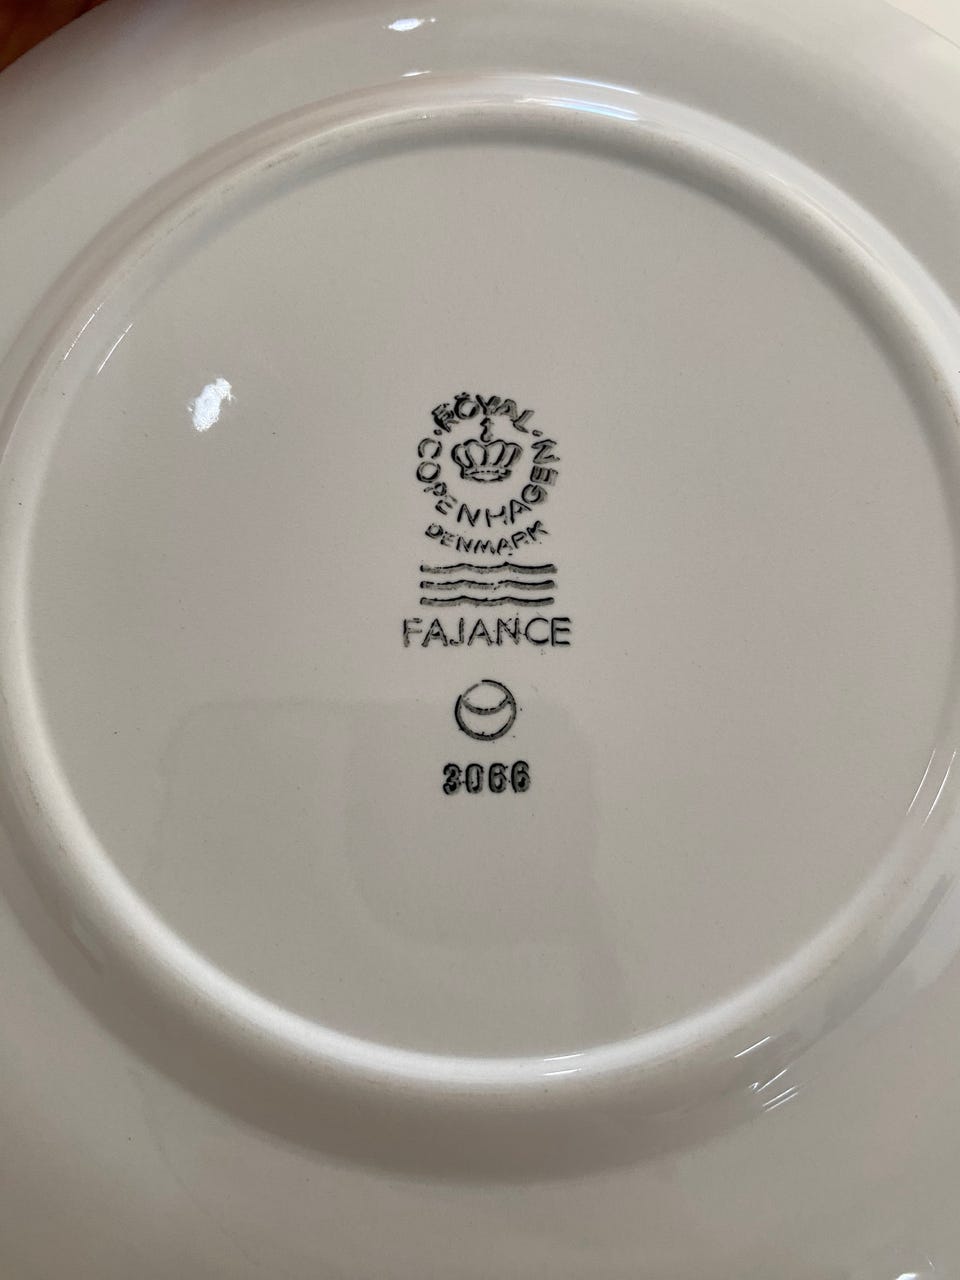 ROYAL
COPENHAGEN
DENMARK
FAJANCE
3066